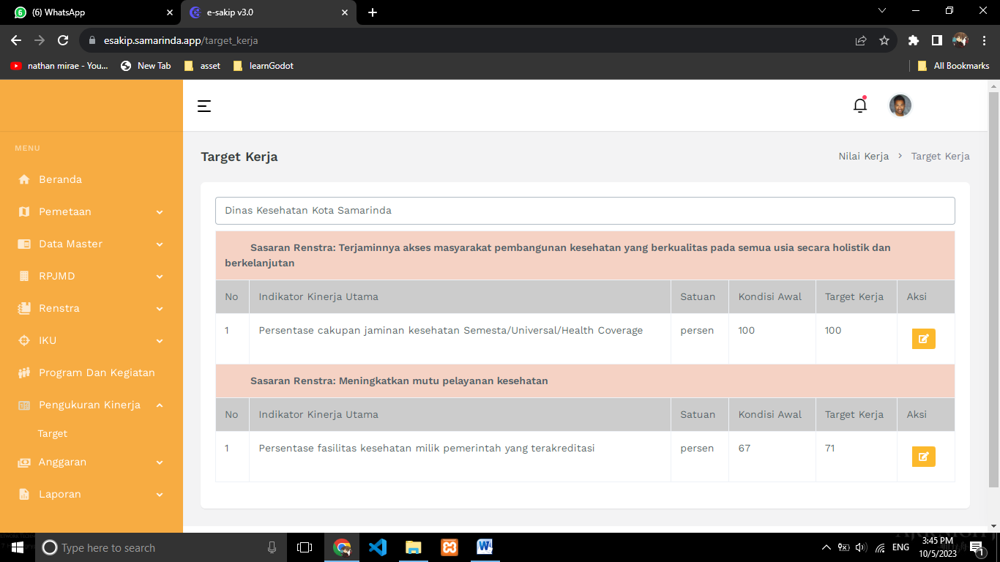 (6) WhatsApp
e-sakip v3.0
esakip.samarinda.app/target_kerja
nathan mirae - You...
New Tab
asset
learnGodot
All Bookmarks
MENU
Beranda
Pemetaan
Data Master
RPJMD
Renstra
IKU
Program Dan Kegiatan
Pengukuran Kinerja
Target
Anggaran
Laporan
Target Kerja
Nilai Kerja > Target Kerja
Dinas Kesehatan Kota Samarinda
Sasaran Renstra: Terjaminnya akses masyarakat pembangunan kesehatan yang berkualitas pada semua usia secara holistik dan
berkelanjutan
No Indikator Kinerja Utama Satuan Kondisi Awal Target Kerja Aksi
1 Persentase cakupan jaminan kesehatan Semesta/Universal/Health Coverage persen 100 100
Sasaran Renstra: Meningkatkan mutu pelayanan kesehatan
No Indikator Kinerja Utama Satuan Kondisi Awal Target Kerja Aksi
1 Persentase fasilitas kesehatan milik pemerintah yang terakreditasi persen 67 71
Type here to search
ENG
3:45 PM
10/5/2023
1